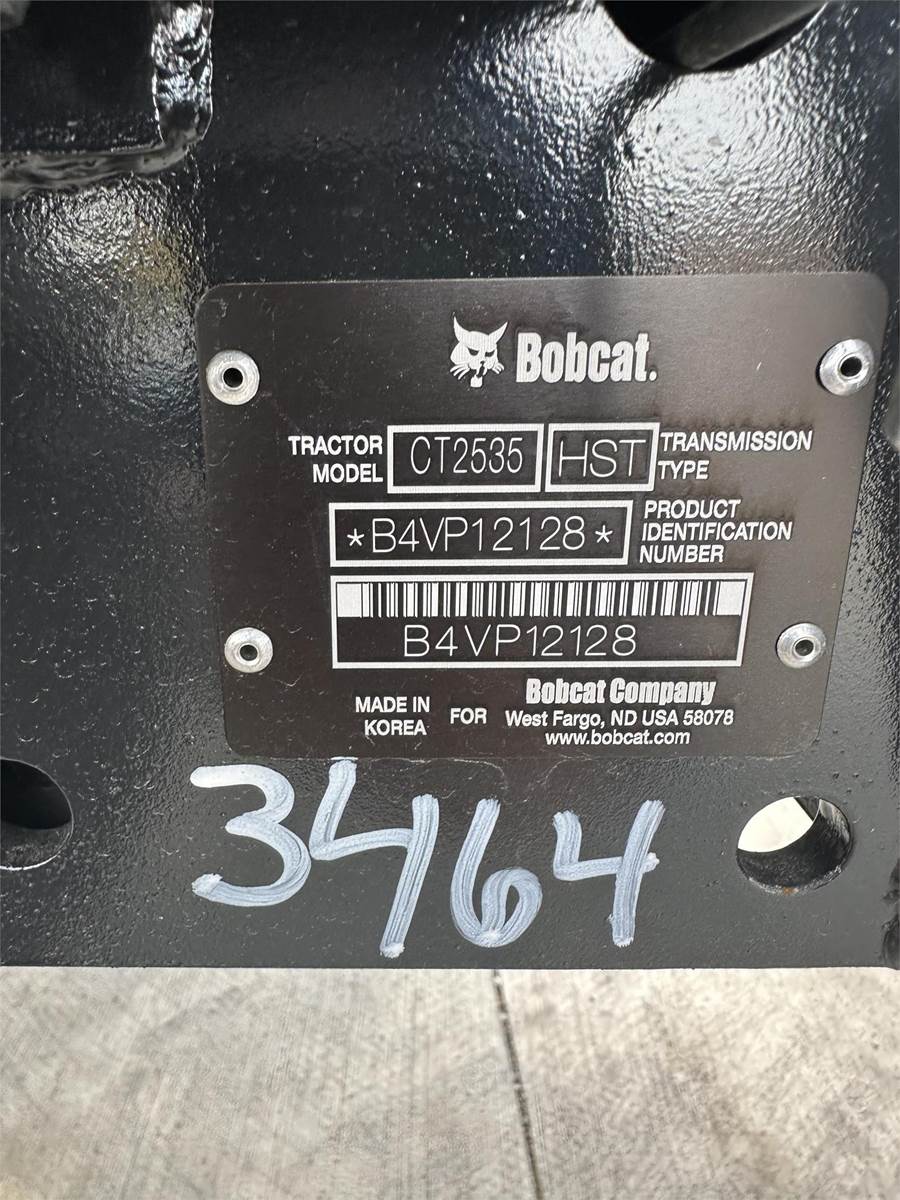 Bobcat.
TRACTOR MODEL CT2535 HST TRANSMISSION TYPE
*B4VP12128* PRODUCT IDENTIFICATION NUMBER
B4VP12128
MADE IN KOREA FOR Bobcat Company
West Fargo, ND USA 58078
www.bobcat.com
3464